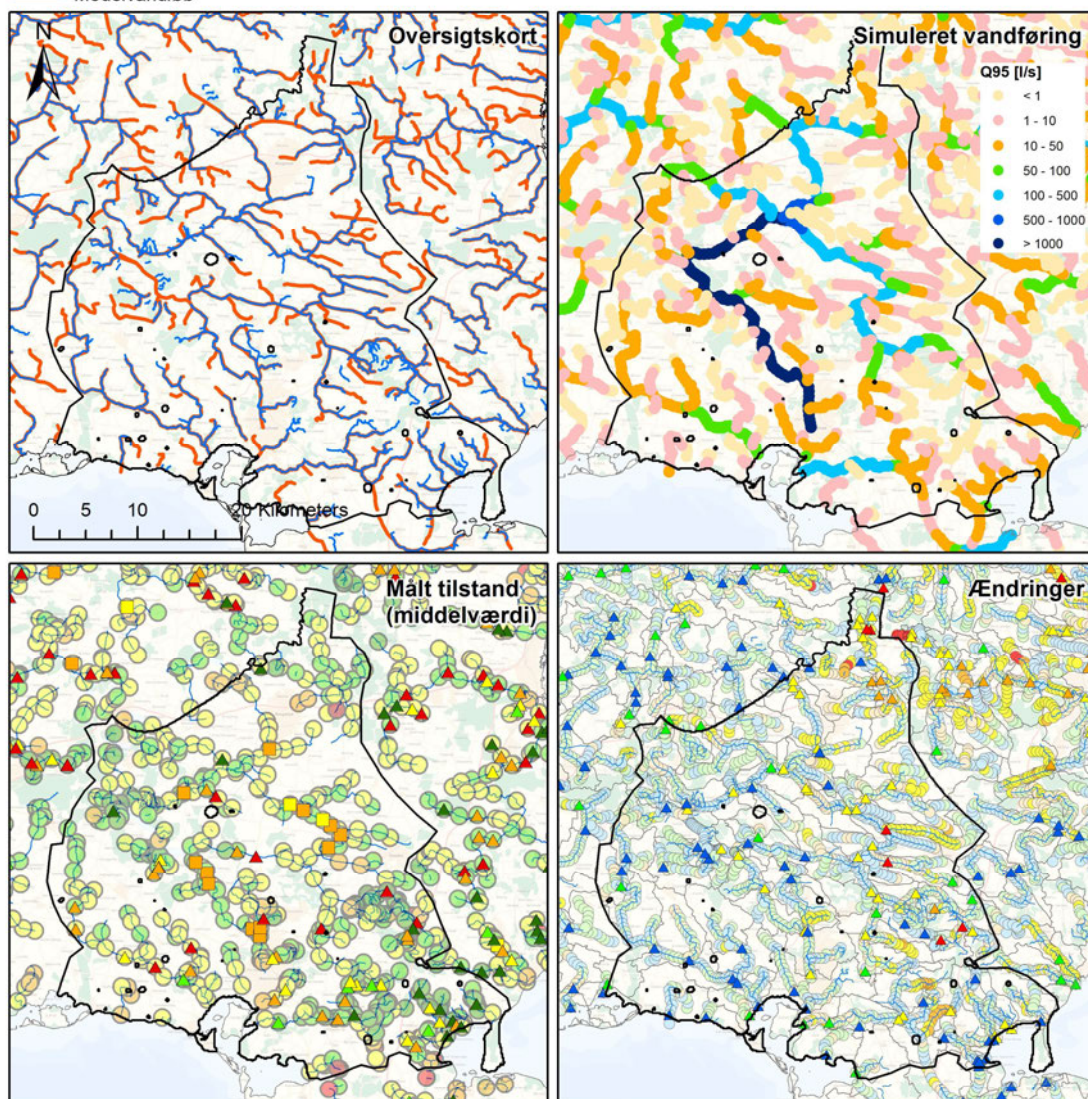 Oversigtskort
N
0 5 10 20 Kilometers
Simuleret vandføring
Q95 [l/s]
< 1
1 - 10
10 - 50
50 - 100
100 - 500
500 - 1000
> 1000
Målt tilstand
(middelværdi)
Ændringer